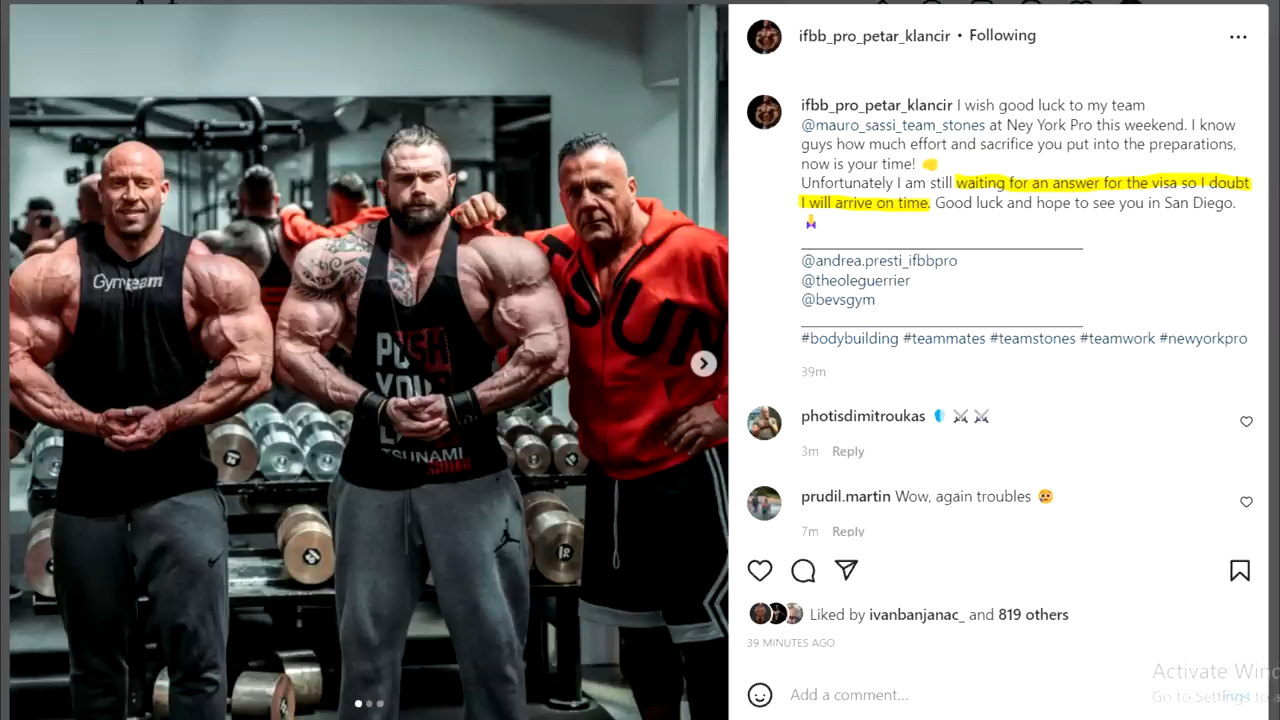 ifbb_pro_petar_klancir • Following
ifbb_pro_petar_klancir I wish good luck to my team
@mauro_sassi_team_stones at Ney York Pro this weekend. I know
guys how much effort and sacrifice you put into the preparations,
now is your time!
Unfortunately I am still waiting for an answer for the visa so I doubt
I will arrive on time. Good luck and hope to see you in San Diego.
@andrea.presti_ifbbpro
@theoleguerrier
@bevsgym
#bodybuilding #teammates #teamstones #teamwork #newyorkpro
39m
photisdimitroukas
3m Reply
prudil.martin Wow, again troubles
7m Reply
Liked by ivanbanjanac_ and 819 others
39 MINUTES AGO
Add a comment...
Post
Activate Win
Go to Settings to
PUSH
YOU
TSUNAMI